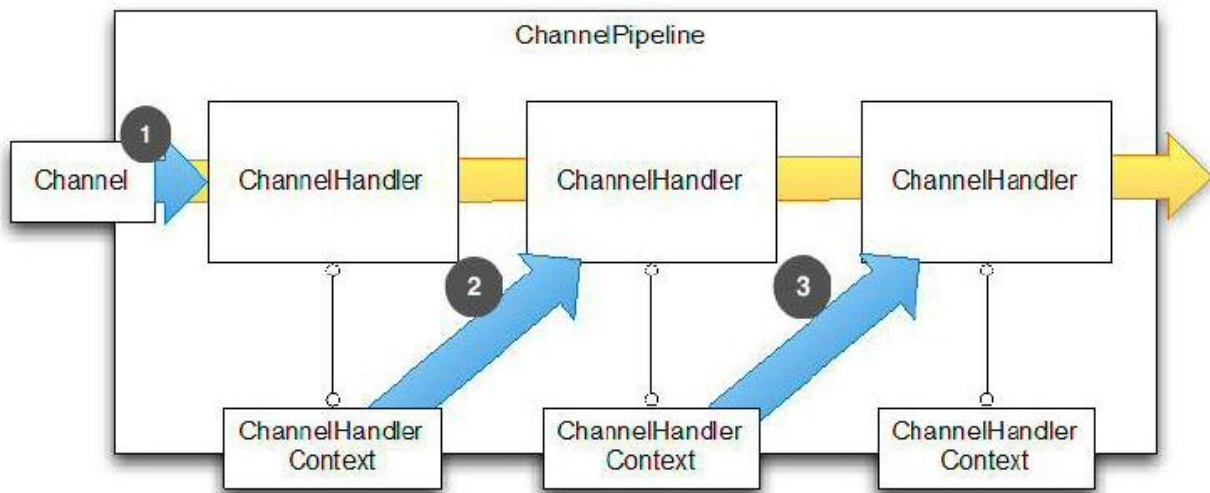 ChannelPipeline
1
Channel
ChannelHandler
ChannelHandler
ChannelHandler
2
3
ChannelHandler
Context
ChannelHandler
Context
ChannelHandler
Context